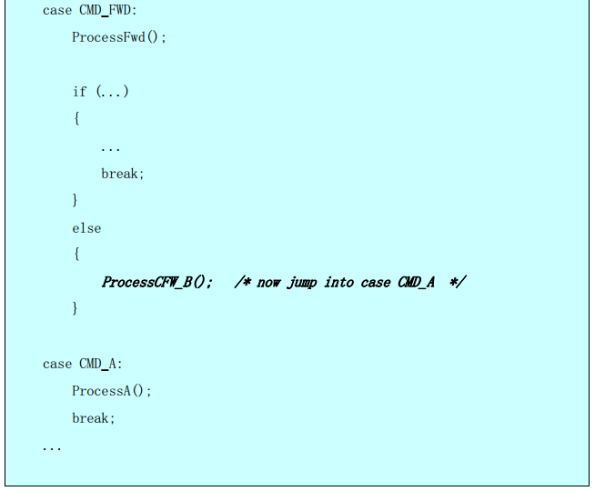 case CMD_FWD:
ProcessFwd();
if (...)
{
...
break;
}
else
{
ProcessCFW_B();   /* now jump into case CMD_A  */
}
case CMD_A:
ProcessA();
break;
...